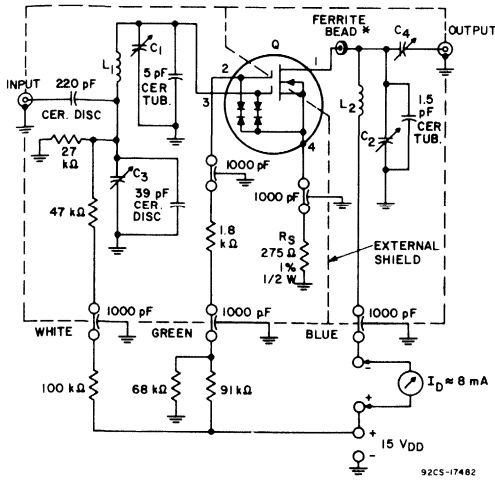 FERRITE
BEAD *
OUTPUT
C4
Q
1
C1
L1
2
INPUT
220 pF
CER. DISC
5 pF
CER
TUB.
3
L2
1.5
pF
CER
TUB.
C2
4
27
kΩ
C3
1000 pF
1000 pF
39 pF
CER.
DISC
47 kΩ
1.8
kΩ
RS
275 Ω
1%
1/2 W
EXTERNAL
SHIELD
1000 pF
1000 pF
1000 pF
WHITE
GREEN
BLUE
-
100 kΩ
68 kΩ
91 kΩ
ID ≈ 8 mA
+
+
15 VDD
-
92CS-17482